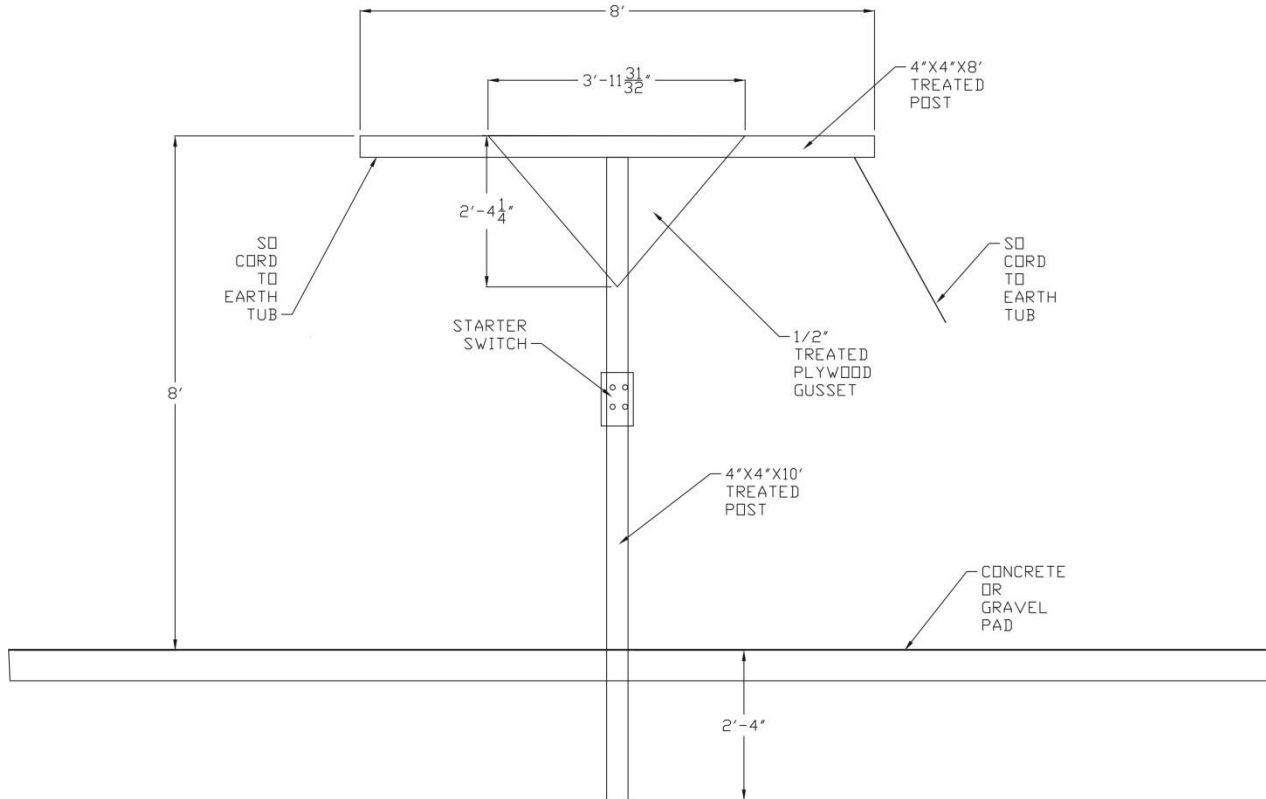 8'
3'-11 31/32"
4"X4"X8'
TREATED
POST
2'-4 1/4"
SO
CORD
TO
EARTH
TUB
SO
CORD
TO
EARTH
TUB
STARTER
SWITCH
1/2"
TREATED
PLYWOOD
GUSSET
8'
4"X4"X10'
TREATED
POST
CONCRETE
OR
GRAVEL
PAD
2'-4"